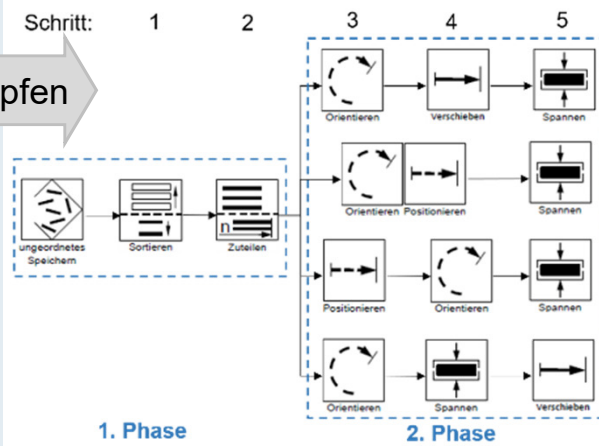 Schritt: 1 2 3 4 5
pfen
Orientieren Verschieben Spannen
ungeordnetes
Speichern
Sortieren
n
Zuteilen
Orientieren Positionieren Spannen
Positionieren Orientieren Spannen
Orientieren Spannen Verschieben
1. Phase 2. Phase